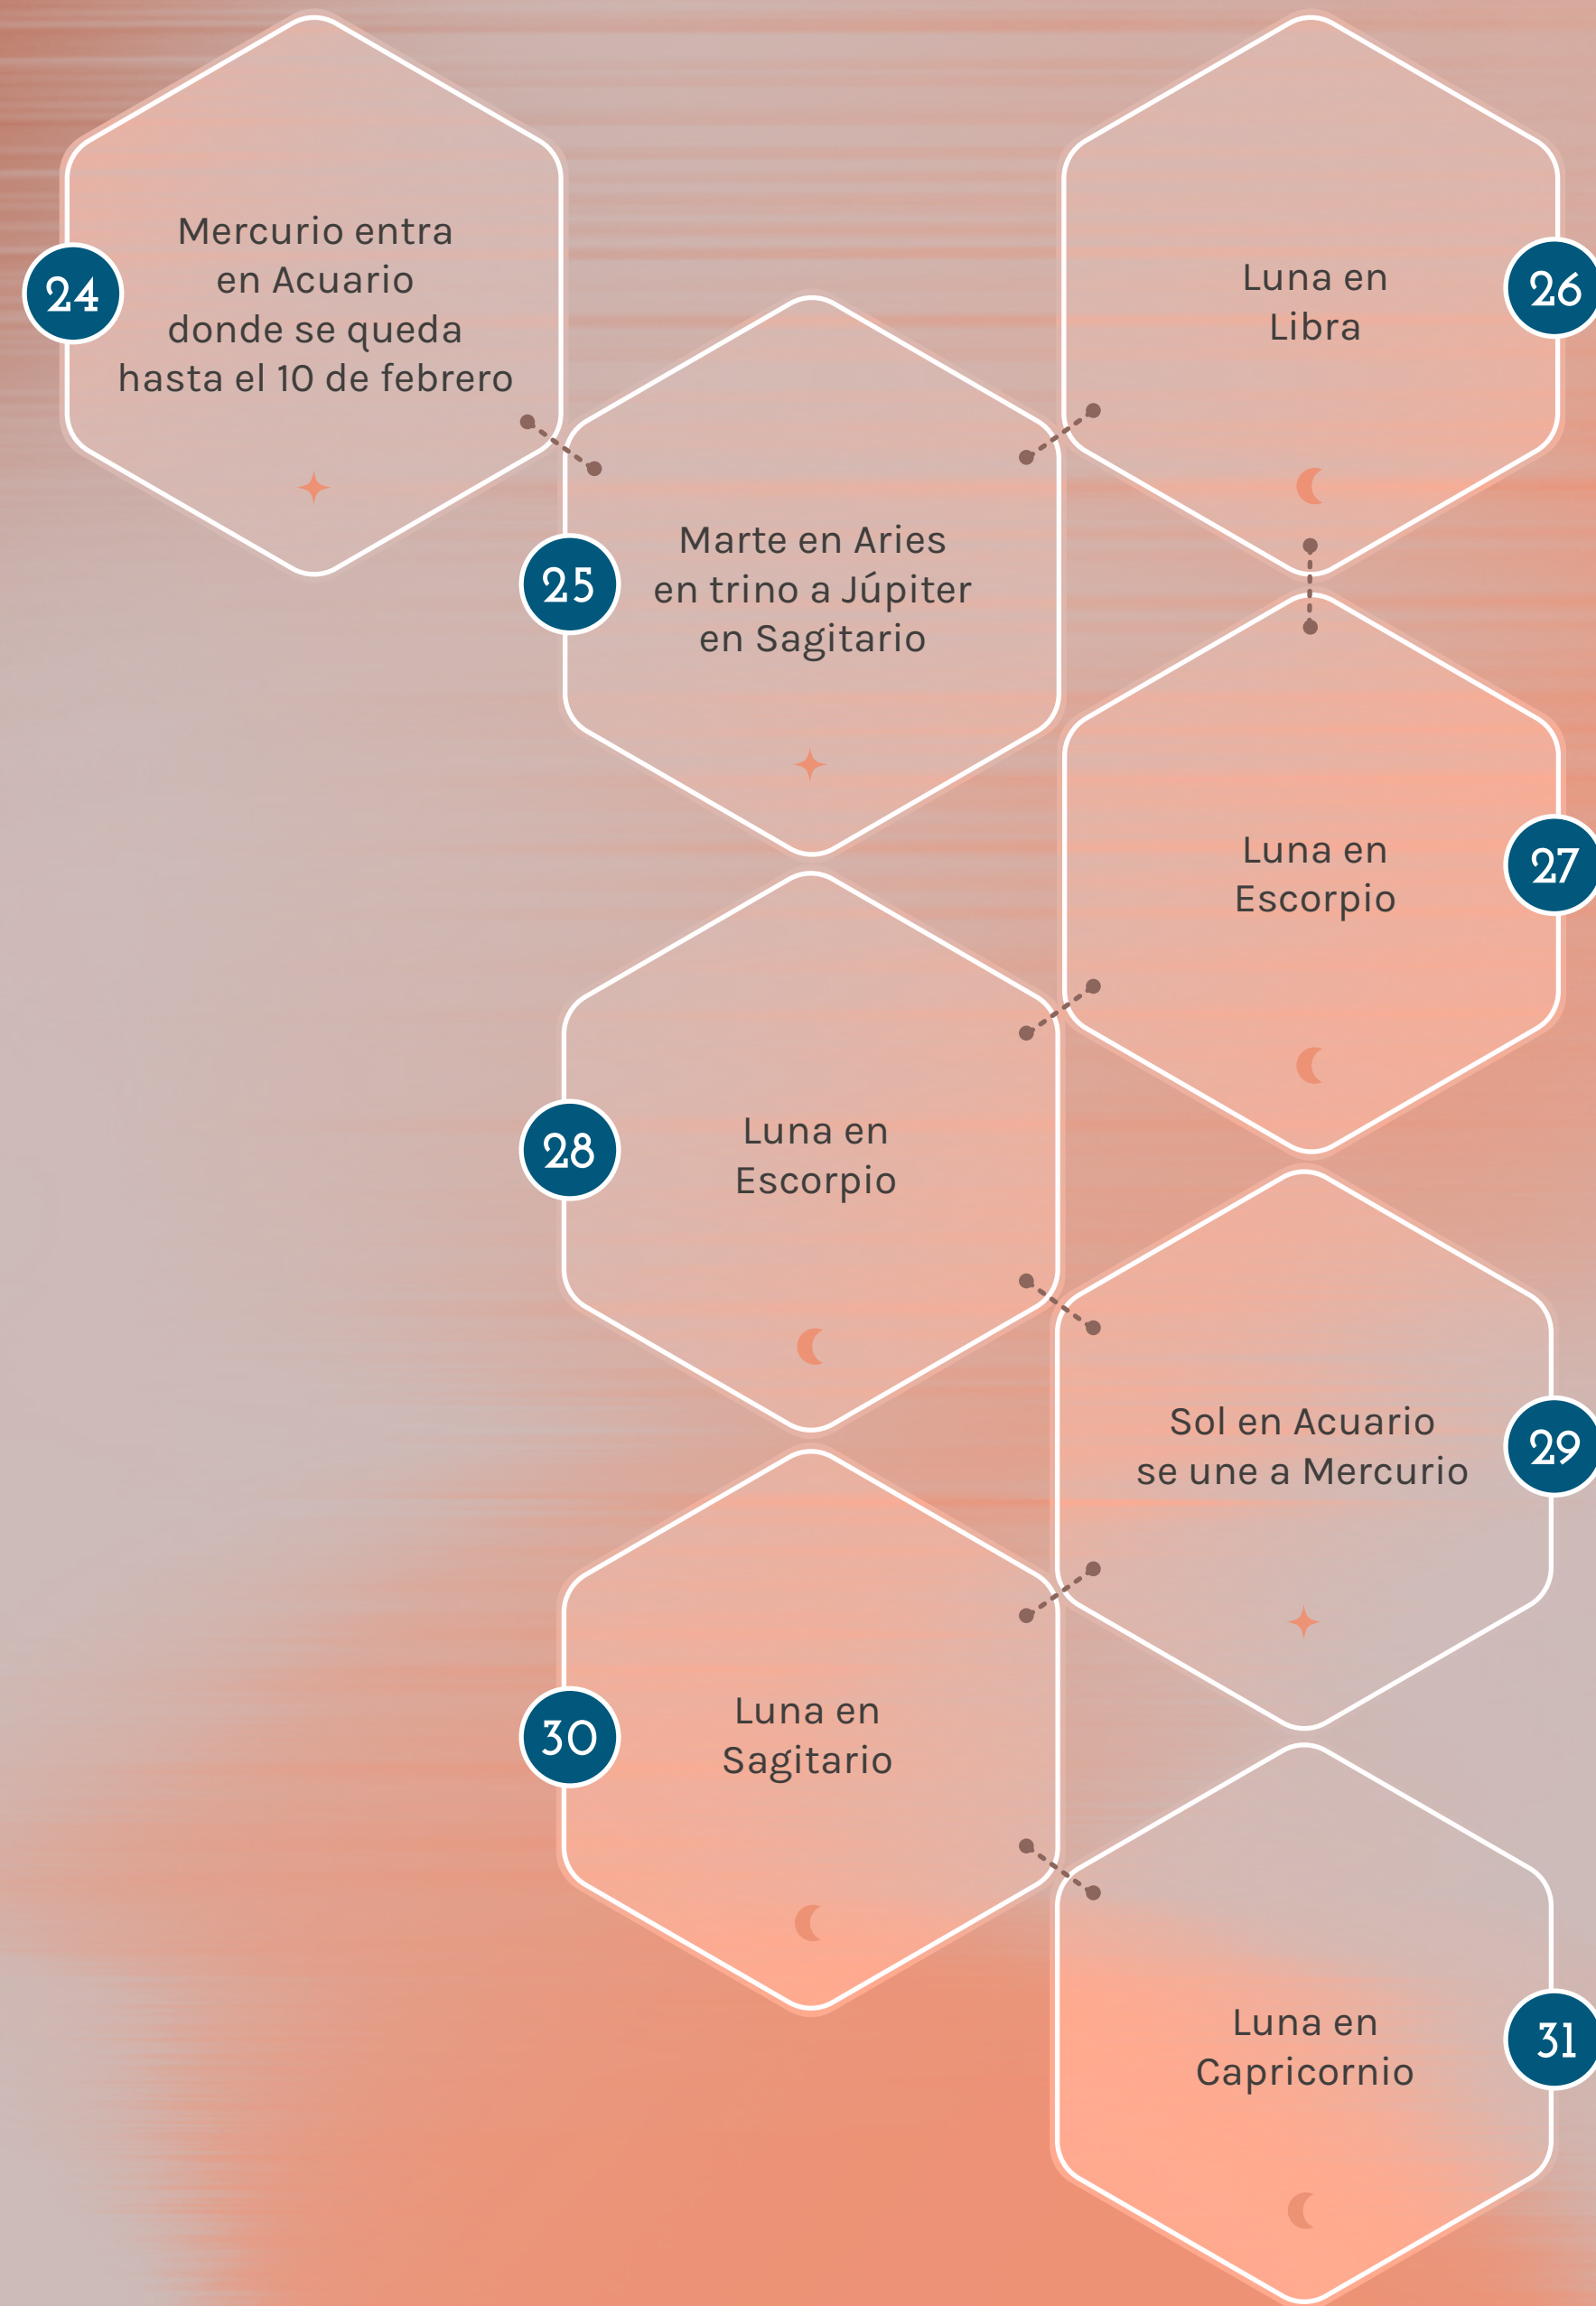 24
Mercurio entra
en Acuario
donde se queda
hasta el 10 de febrero
25
Marte en Aries
en trino a Júpiter
en Sagitario
26
Luna en
Libra
27
Luna en
Escorpio
28
Luna en
Escorpio
29
Sol en Acuario
se une a Mercurio
30
Luna en
Sagitario
31
Luna en
Capricornio